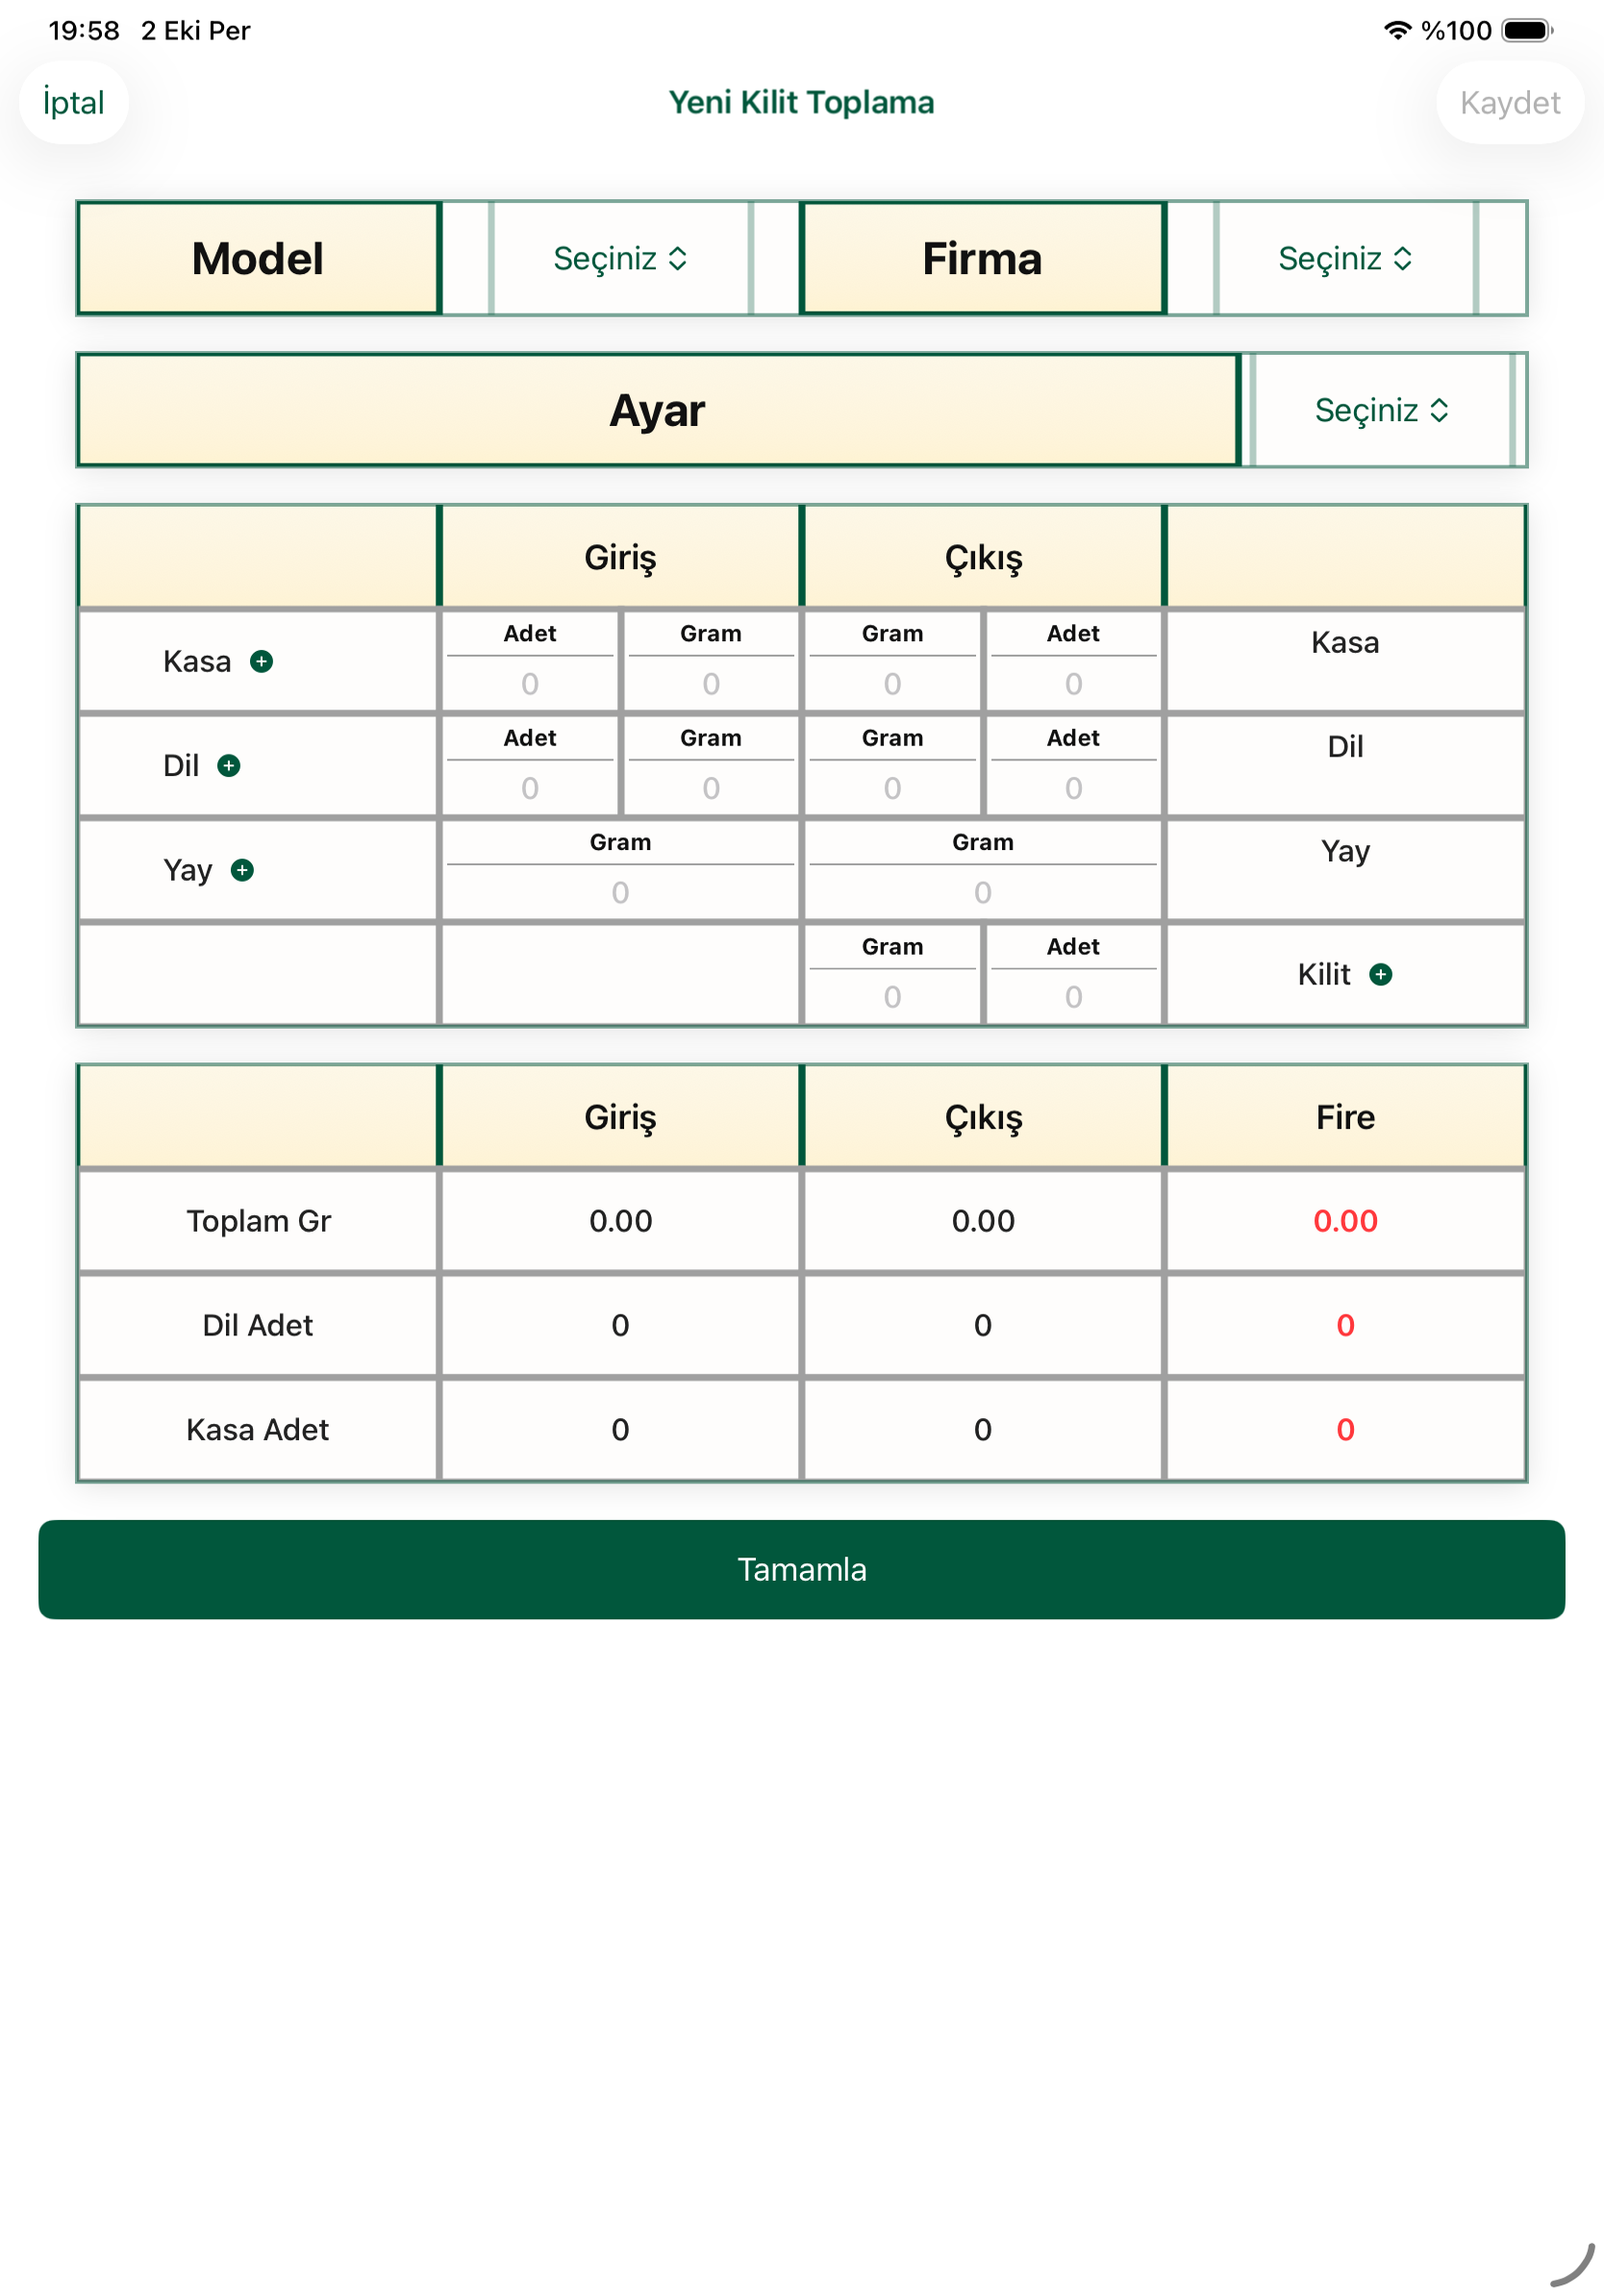 19:58 2 Eki Per %100
İptal Yeni Kilit Toplama Kaydet
Model Seçiniz Firma Seçiniz
Ayar Seçiniz
Giriş Çıkış
Adet Gram Gram Adet
Kasa Kasa
0 0 0 0
Adet Gram Gram Adet
Dil Dil
0 0 0 0
Gram Gram
Yay Yay
0 0
Gram Adet
Kilit
0 0
Giriş Çıkış Fire
Toplam Gr 0.00 0.00 0.00
Dil Adet 0 0 0
Kasa Adet 0 0 0
Tamamla